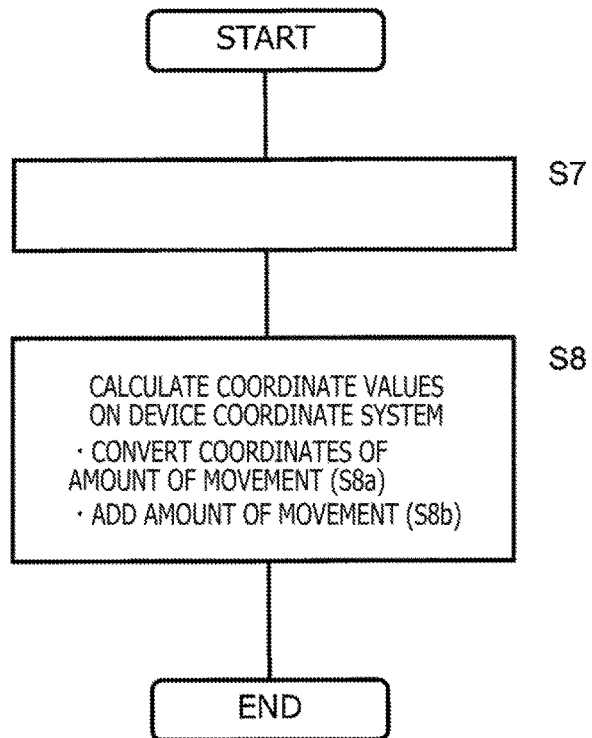 START
S7
S8
CALCULATE COORDINATE VALUES
ON DEVICE COORDINATE SYSTEM
・CONVERT COORDINATES OF
AMOUNT OF MOVEMENT (S8a)
・ADD AMOUNT OF MOVEMENT (S8b)
END